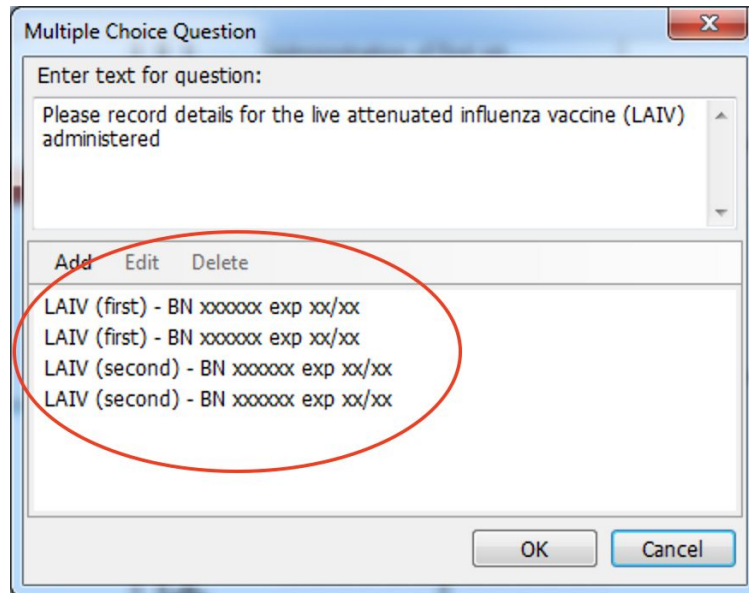 Multiple Choice Question
Enter text for question:
Please record details for the live attenuated influenza vaccine (LAIV)
administered
Add Edit Delete
LAIV (first) - BN xxxxxx exp xx/xx
LAIV (first) - BN xxxxxx exp xx/xx
LAIV (second) - BN xxxxxx exp xx/xx
LAIV (second) - BN xxxxxx exp xx/xx
OK Cancel